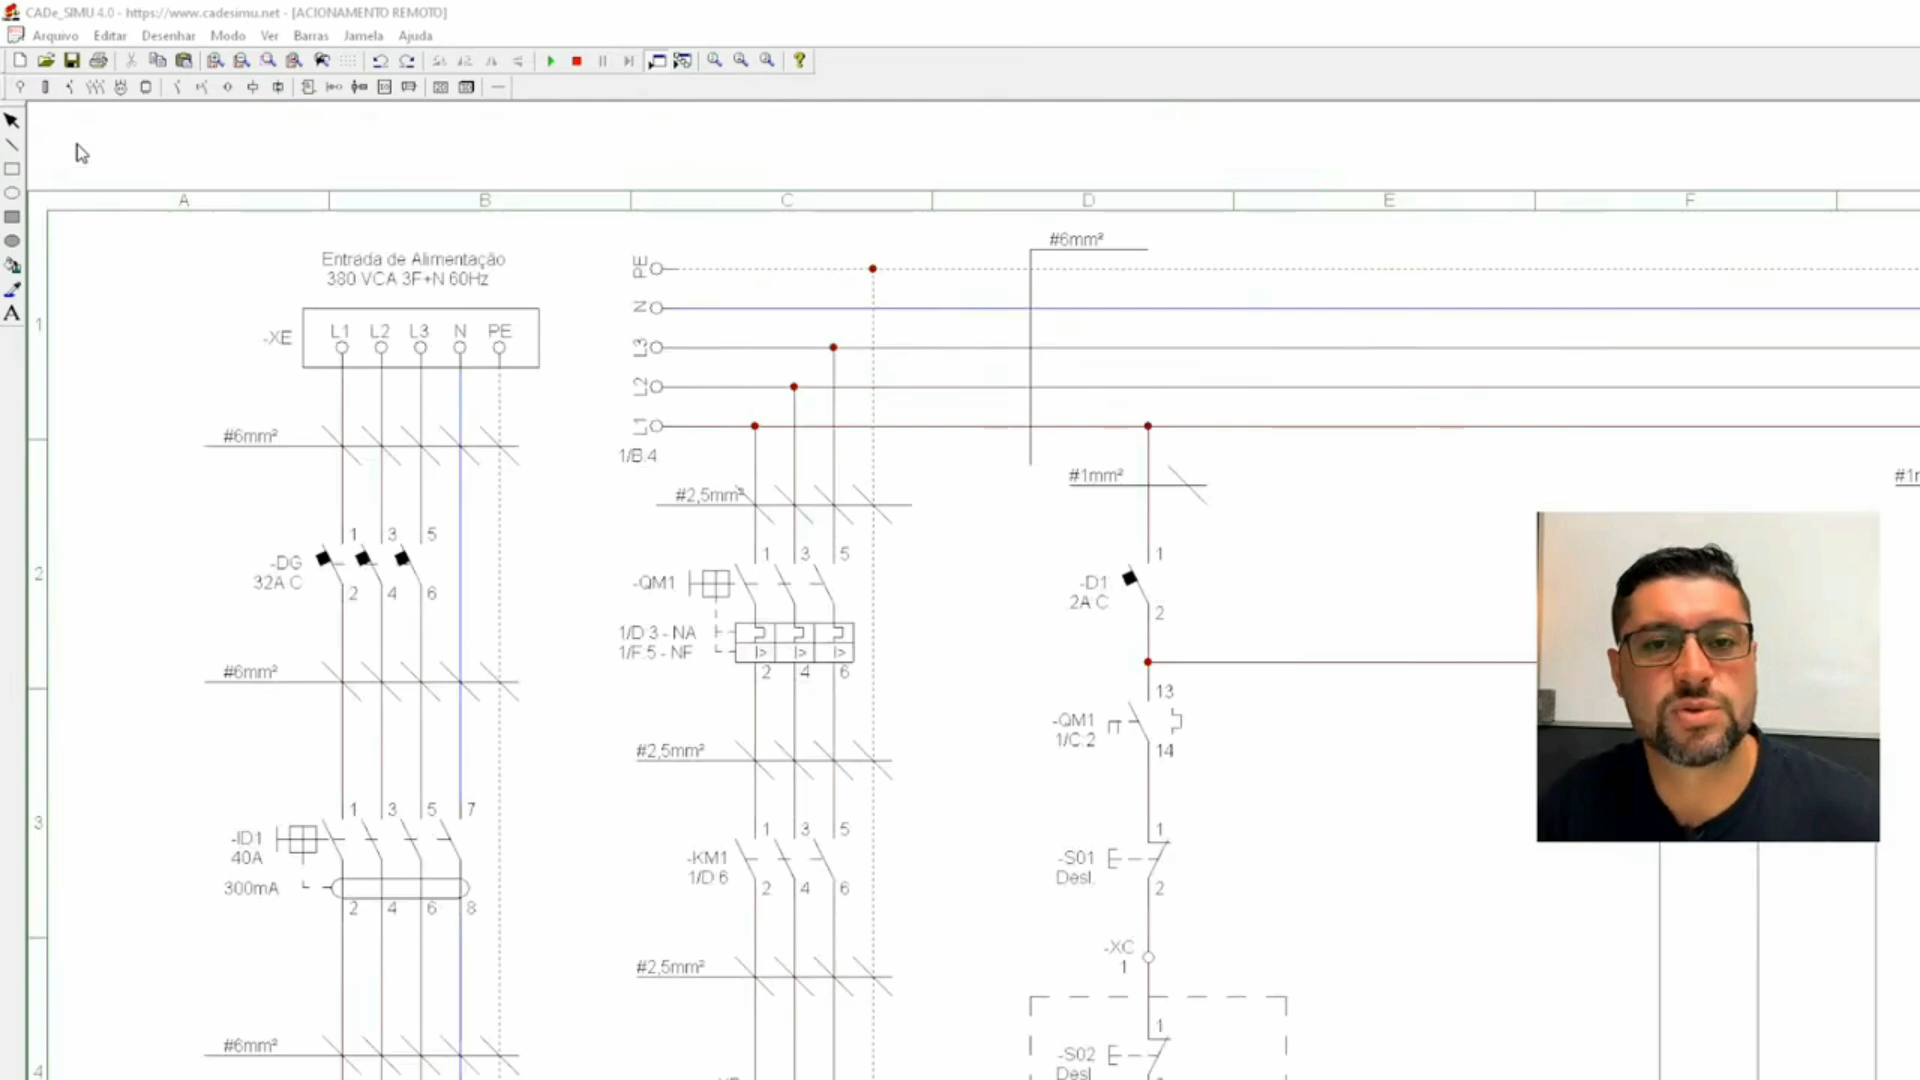 CADe_SIMU 4.0 - https://www.cadesimu.net - [ACIONAMENTO REMOTO]
Arquivo Editar Desenhar Modo Ver Barras Janela Ajuda
A B C D E F
1
2
3
4
Entrada de Alimentação
380 VCA 3F+N 60Hz
-XE
L1 L2 L3 N PE
#6mm²
1 3 5
-DG
32A C
2 4 6
#6mm²
1 3 5 7
-ID1
40A
300mA
2 4 6 8
#6mm²
PE
N
L3
L2
L1
1/B.4
#2,5mm²
1 3 5
-QM1
1/D.3 - NA
1/F.5 - NF
|> |> |>
2 4 6
#2,5mm²
1 3 5
-KM1
1/D.6
2 4 6
#2,5mm²
#6mm²
#1mm²
1
-D1
2A C
2
13
-QM1
1/C.2
14
1
-S01
Desl.
2
-XC
1
1
-S02
Desl